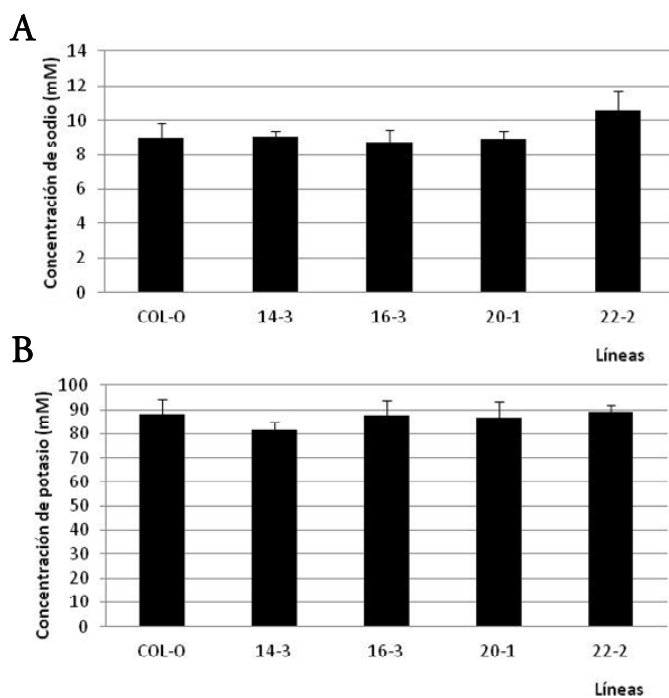 A
Concentración de sodio (mM)
14
12
10
8
6
4
2
0
COL-O 14-3 16-3 20-1 22-2
Líneas
B
Concentración de potasio (mM)
100
90
80
70
60
50
40
30
20
10
0
COL-O 14-3 16-3 20-1 22-2
Líneas